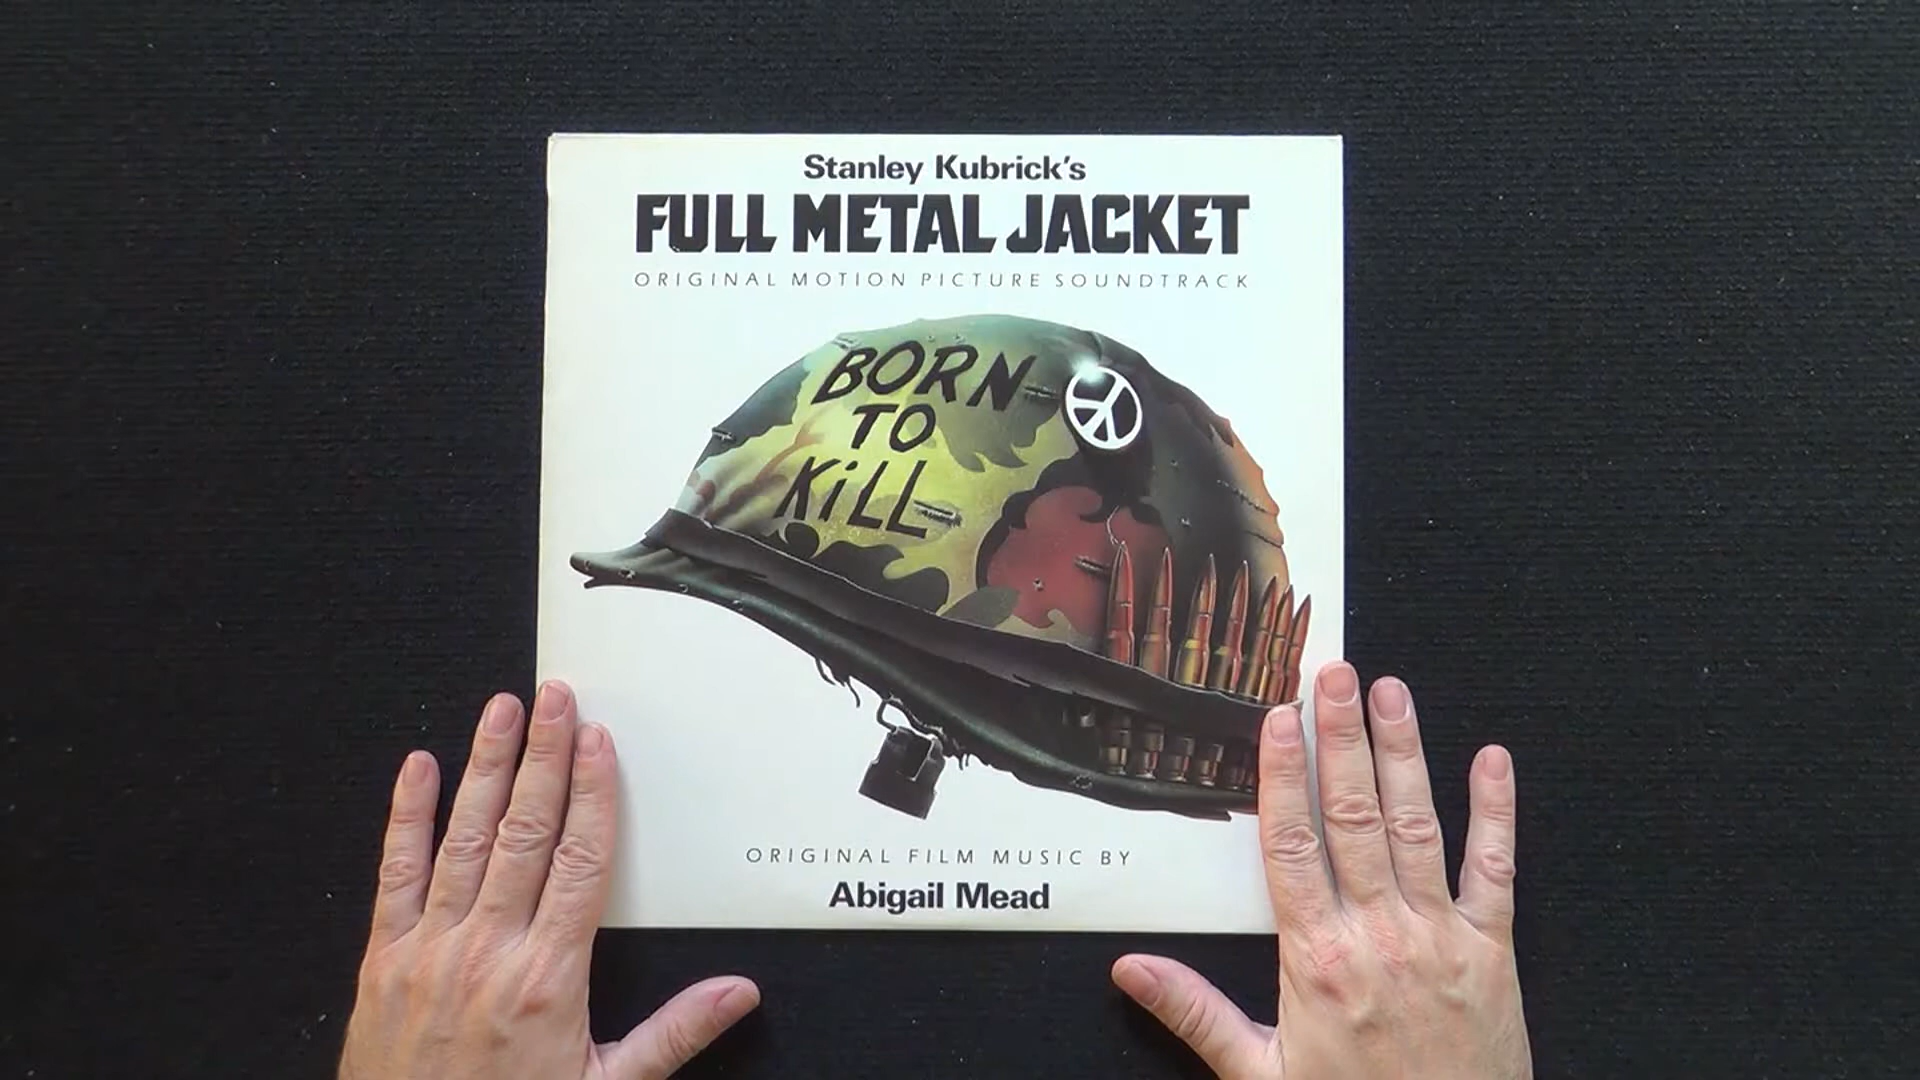 Stanley Kubrick's
FULL METAL JACKET
ORIGINAL MOTION PICTURE SOUNDTRACK
BORN
TO
KiLL
ORIGINAL FILM MUSIC BY
Abigail Mead